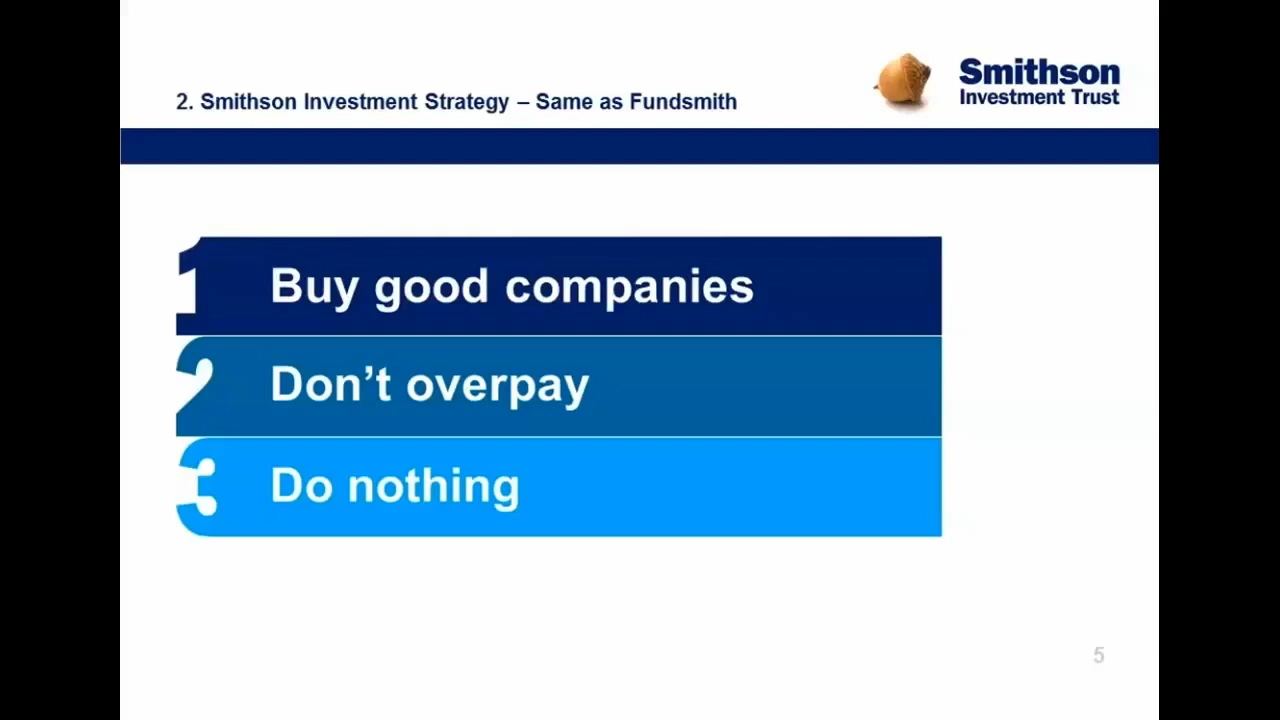 Smithson
Investment Trust
2. Smithson Investment Strategy – Same as Fundsmith
1 Buy good companies
2 Don’t overpay
3 Do nothing
5